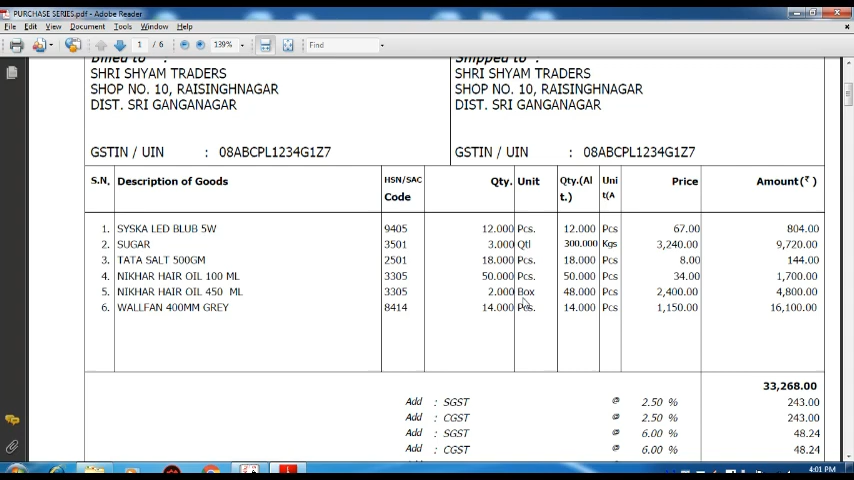 PURCHASE SERIES.pdf - Adobe Reader
File Edit View Document Tools Window Help
1 / 6 139% Find
Billed to : Shipped to :
SHRI SHYAM TRADERS SHRI SHYAM TRADERS
SHOP NO. 10, RAISINGHNAGAR SHOP NO. 10, RAISINGHNAGAR
DIST. SRI GANGANAGAR DIST. SRI GANGANAGAR
GSTIN / UIN : 08ABCPL1234G1Z7 GSTIN / UIN : 08ABCPL1234G1Z7
S.N. Description of Goods HSN/SAC Code Qty. Unit Qty.(Alt.) Unit(A Price Amount(₹ )
1. SYSKA LED BLUB 5W 9405 12.000 Pcs. 12.000 Pcs 67.00 804.00
2. SUGAR 3501 3.000 Qtl 300.000 Kgs 3,240.00 9,720.00
3. TATA SALT 500GM 2501 18.000 Pcs. 18.000 Pcs 8.00 144.00
4. NIKHAR HAIR OIL 100 ML 3305 50.000 Pcs. 50.000 Pcs 34.00 1,700.00
5. NIKHAR HAIR OIL 450 ML 3305 2.000 Box 48.000 Pcs 2,400.00 4,800.00
6. WALLFAN 400MM GREY 8414 14.000 Pcs. 14.000 Pcs 1,150.00 16,100.00
33,268.00
Add : SGST @ 2.50 % 243.00
Add : CGST @ 2.50 % 243.00
Add : SGST @ 6.00 % 48.24
Add : CGST @ 6.00 % 48.24
4:01 PM